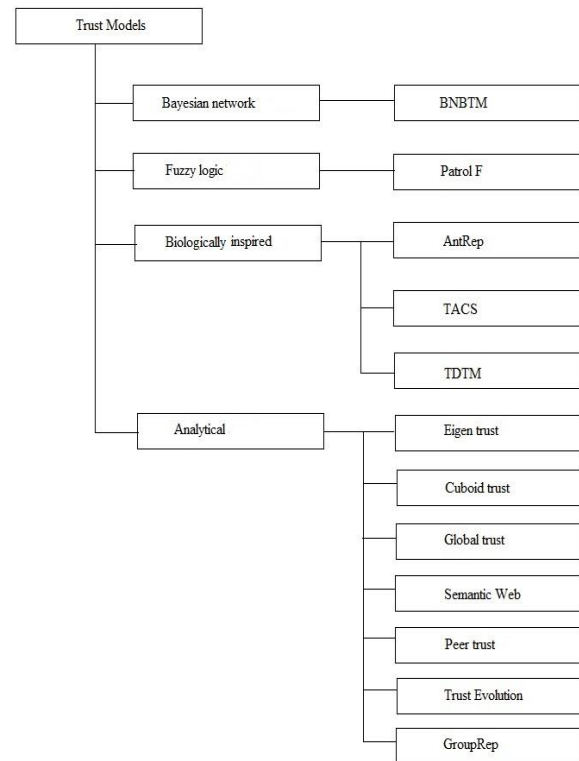 Trust Models
Bayesian network
BNBTM
Fuzzy logic
Patrol F
Biologically inspired
AntRep
TACS
TDTM
Analytical
Eigen trust
Cuboid trust
Global trust
Semantic Web
Peer trust
Trust Evolution
GroupRep